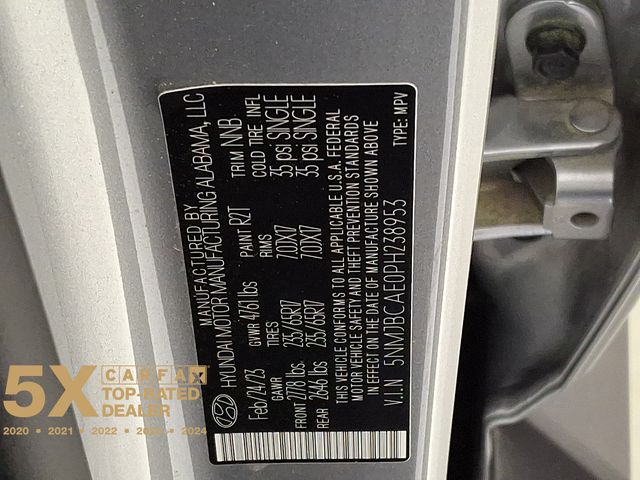 MANUFACTURED BY
HYUNDAI MOTOR MANUFACTURING ALABAMA, LLC
Feb/24/23 GVWR 4761 lbs PAINT R2T TRIM NNB
GAWR TIRES RIMS COLD TIRE INFL
FRONT 2778 lbs 235/65R17 7.0JX17 35 psi SINGLE
REAR 2646 lbs 235/65R17 7.0JX17 35 psi SINGLE
THIS VEHICLE CONFORMS TO ALL APPLICABLE U.S.A. FEDERAL
MOTOR VEHICLE SAFETY AND THEFT PREVENTION STANDARDS
IN EFFECT ON THE DATE OF MANUFACTURE SHOWN ABOVE
V.I.N 5NMJBCAE0PH238953 TYPE: MPV
5X CARFAX
TOP-RATED
DEALER
2020 • 2021 • 2022 • 2023 • 2024